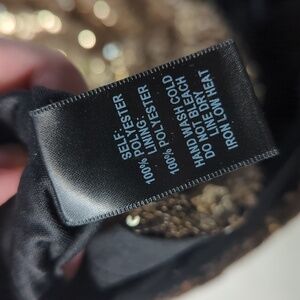 SELF:
100% POLYESTER
LINING:
100% POLYESTER
HAND WASH COLD
DO NOT BLEACH
LINE DRY
IRON LOW HEAT